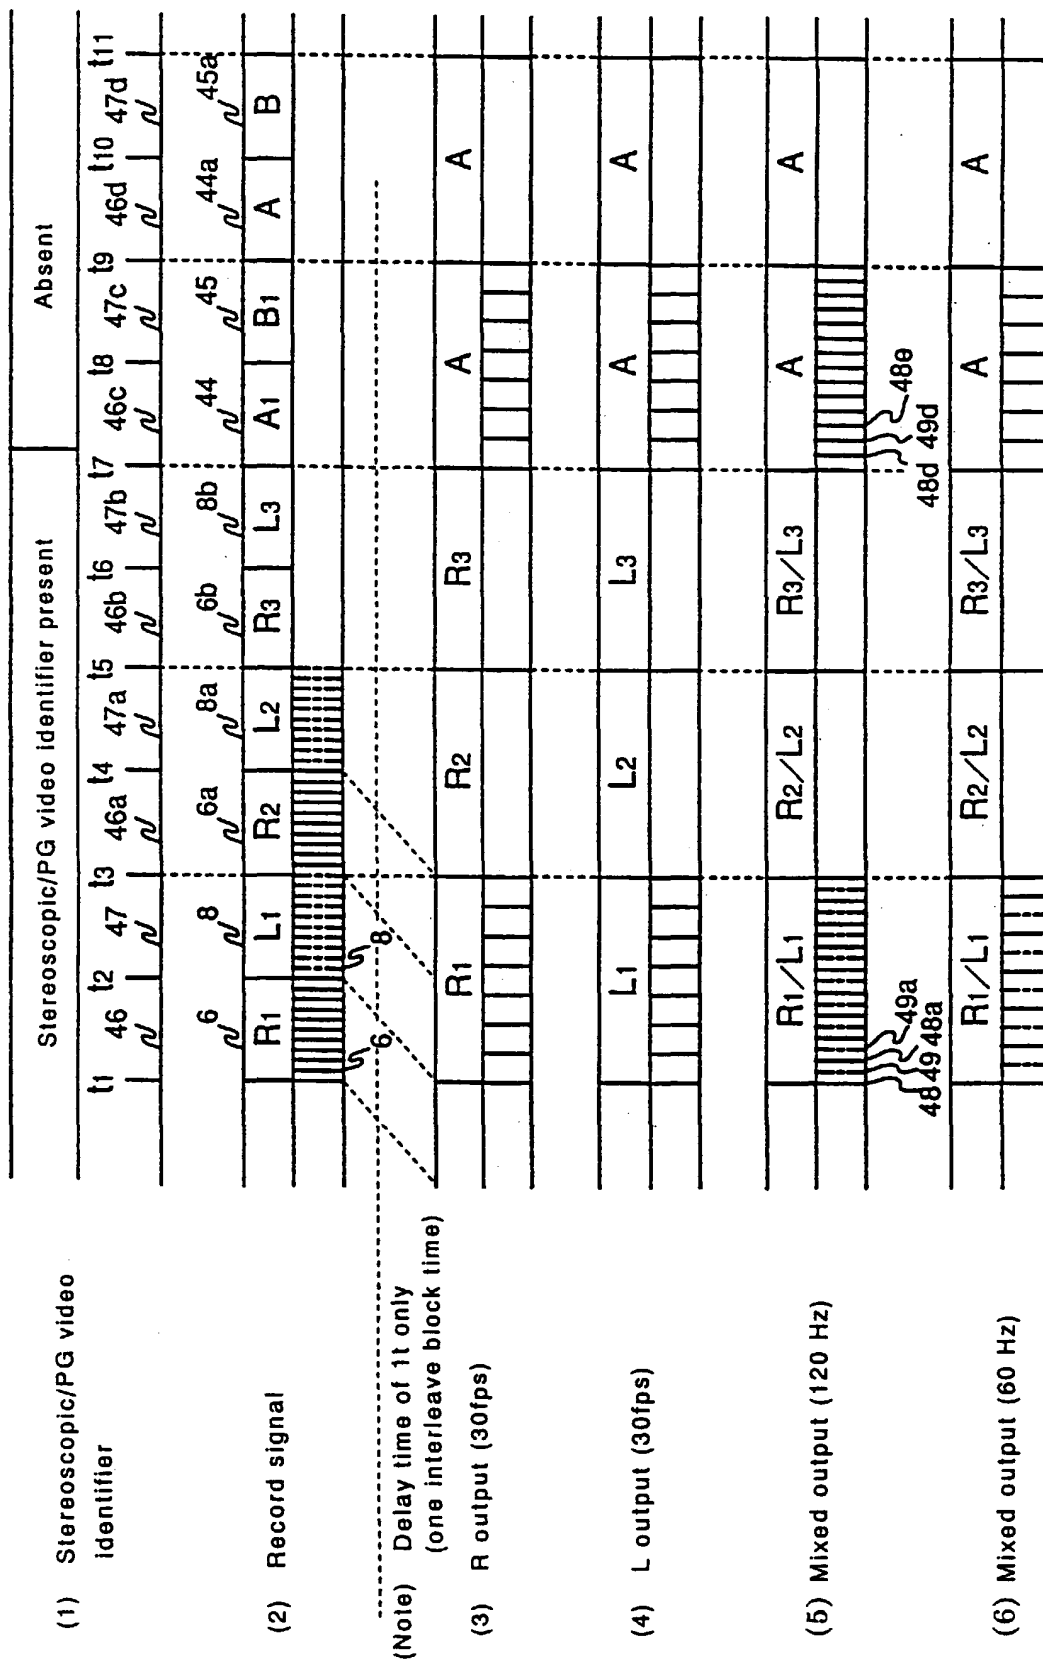 (1) Stereoscopic/PG video
identifier
Stereoscopic/PG video identifier present
Absent
t1 46 t2 47 t3 46a t4 47a t5 46b t6 47b t7 46c t8 47c t9 46d t10 47d t11
(2) Record signal
6 8 6a 8a 6b 8b 44 45 44a 45a
R1 L1 R2 L2 R3 L3 A1 B1 A B
6 8
(Note) Delay time of 1t only
(one interleave block time)
(3) R output (30fps)
R1 R2 R3 A A
(4) L output (30fps)
L1 L2 L3 A A
(5) Mixed output (120 Hz)
R1/L1 R2/L2 R3/L3 A A
48 49 48a 49a 48d 49d 48e
(6) Mixed output (60 Hz)
R1/L1 R2/L2 R3/L3 A A